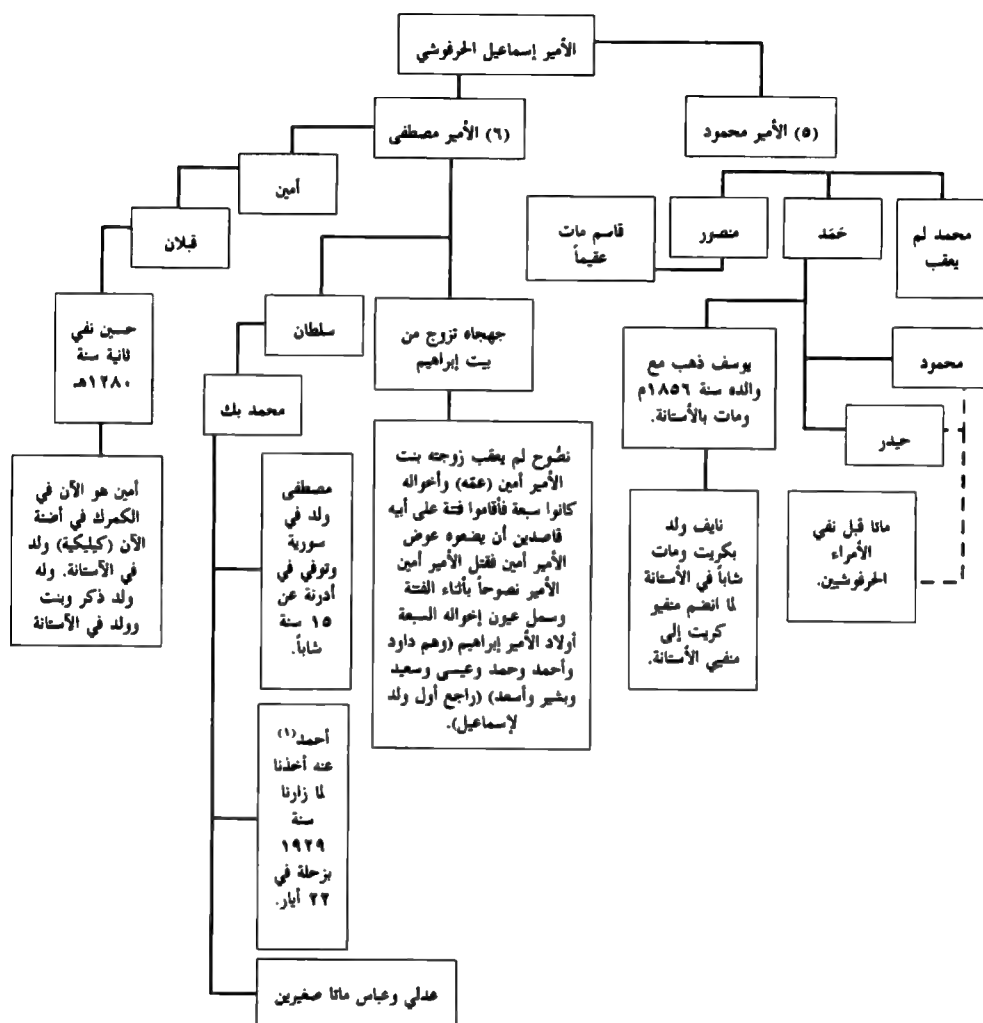 الأمير إسماعيل الحرفوشي
(٥) الأمير محمود
(٦) الأمير مصطفى
محمد لم
يعقب
حَمَد
منصور
قاسم مات
عقيماً
أمين
قبلان
محمود
حيدر
يوسف ذهب مع
والده سنة ١٨٥٦م
ومات بالأستانة.
جهجاه تزوج من
بيت إبراهيم
سلطان
محمد بك
حسين نفي
ثانية سنة
١٢٨٠هـ
ماتا قبل نفي
الأمراء
الحرفوشيين.
نايف ولد
بكريت ومات
شاباً في الأستانة
لما انضم منفيو
كريت إلى
منفيي الأستانة.
نصُّوح لم يعقب زوجته بنت
الأمير أمين (عمّه) وأخواله
كانوا سبعة فأقاموا فتنة على أبيه
قاصدين أن يضعوه عوض
الأمير أمين فقتل الأمير أمين
الأمير نصوحاً بأثناء الفتنة
وسمل عيون إخواله السبعة
أولاد الأمير إبراهيم (وهم داود
وأحمد وحمد وعيسى وسعيد
وبشير وأسعد) (راجع أول ولد
لإسماعيل).
مصطفى
ولد في
سورية
وتوفي في
أدرنة عن
١٥ سنة
شاباً.
أمين هو الآن في
الكمرك في أضنة
الآن (كيليكية) ولد
في الآستانة. وله
ولد ذكر وبنت
وولد في الآستانة
أحمد(١)
عنه أخذنا
لما زارنا
سنة
١٩٢٩
بزحلة في
٢٢ أيار.
عدلي وعباس ماتا صغيرين